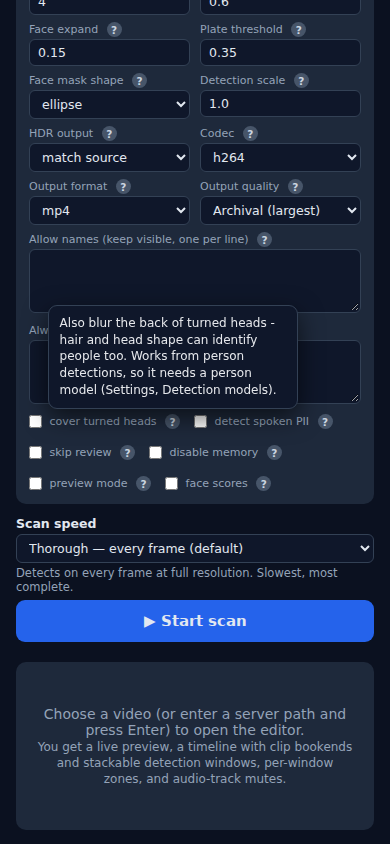 4
0.6
Face expand ?
Plate threshold ?
0.15
0.35
Face mask shape ?
Detection scale ?
ellipse
1.0
HDR output ?
Codec ?
match source
h264
Output format ?
Output quality ?
mp4
Archival (largest)
Allow names (keep visible, one per line) ?
Alw
Also blur the back of turned heads -
hair and head shape can identify
people too. Works from person
detections, so it needs a person
model (Settings, Detection models).
cover turned heads ?
detect spoken PII ?
skip review ?
disable memory ?
preview mode ?
face scores ?
Scan speed
Thorough — every frame (default)
Detects on every frame at full resolution. Slowest, most
complete.
▶ Start scan
Choose a video (or enter a server path and
press Enter) to open the editor.
You get a live preview, a timeline with clip bookends
and stackable detection windows, per-window
zones, and audio-track mutes.